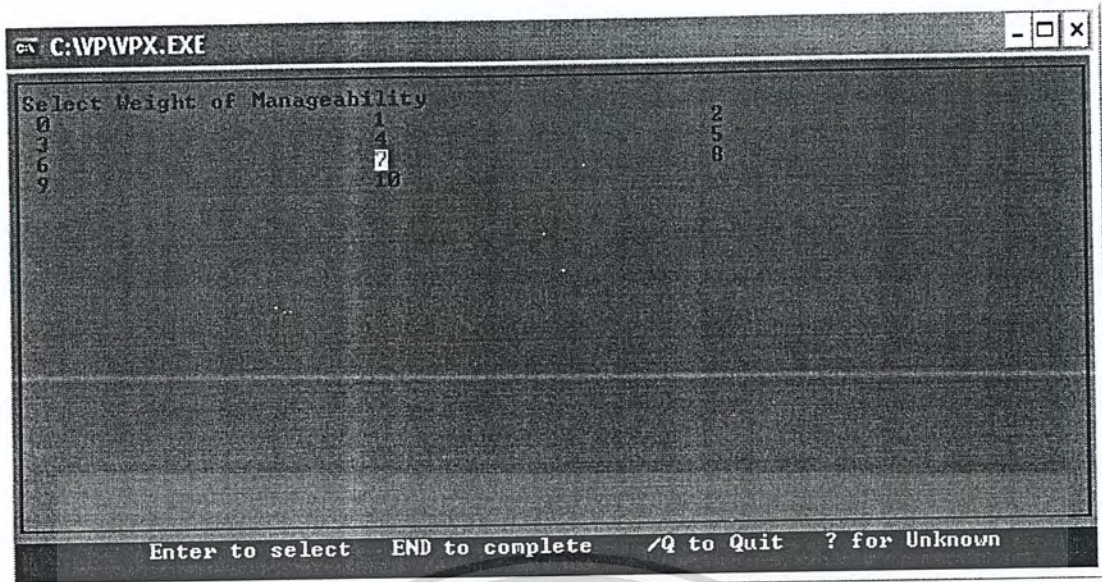 C:\VP\VPX.EXE
Select Weight of Manageability
0 1 2
3 4 5
6 7 8
9 10
Enter to select END to complete /Q to Quit ? for Unknown